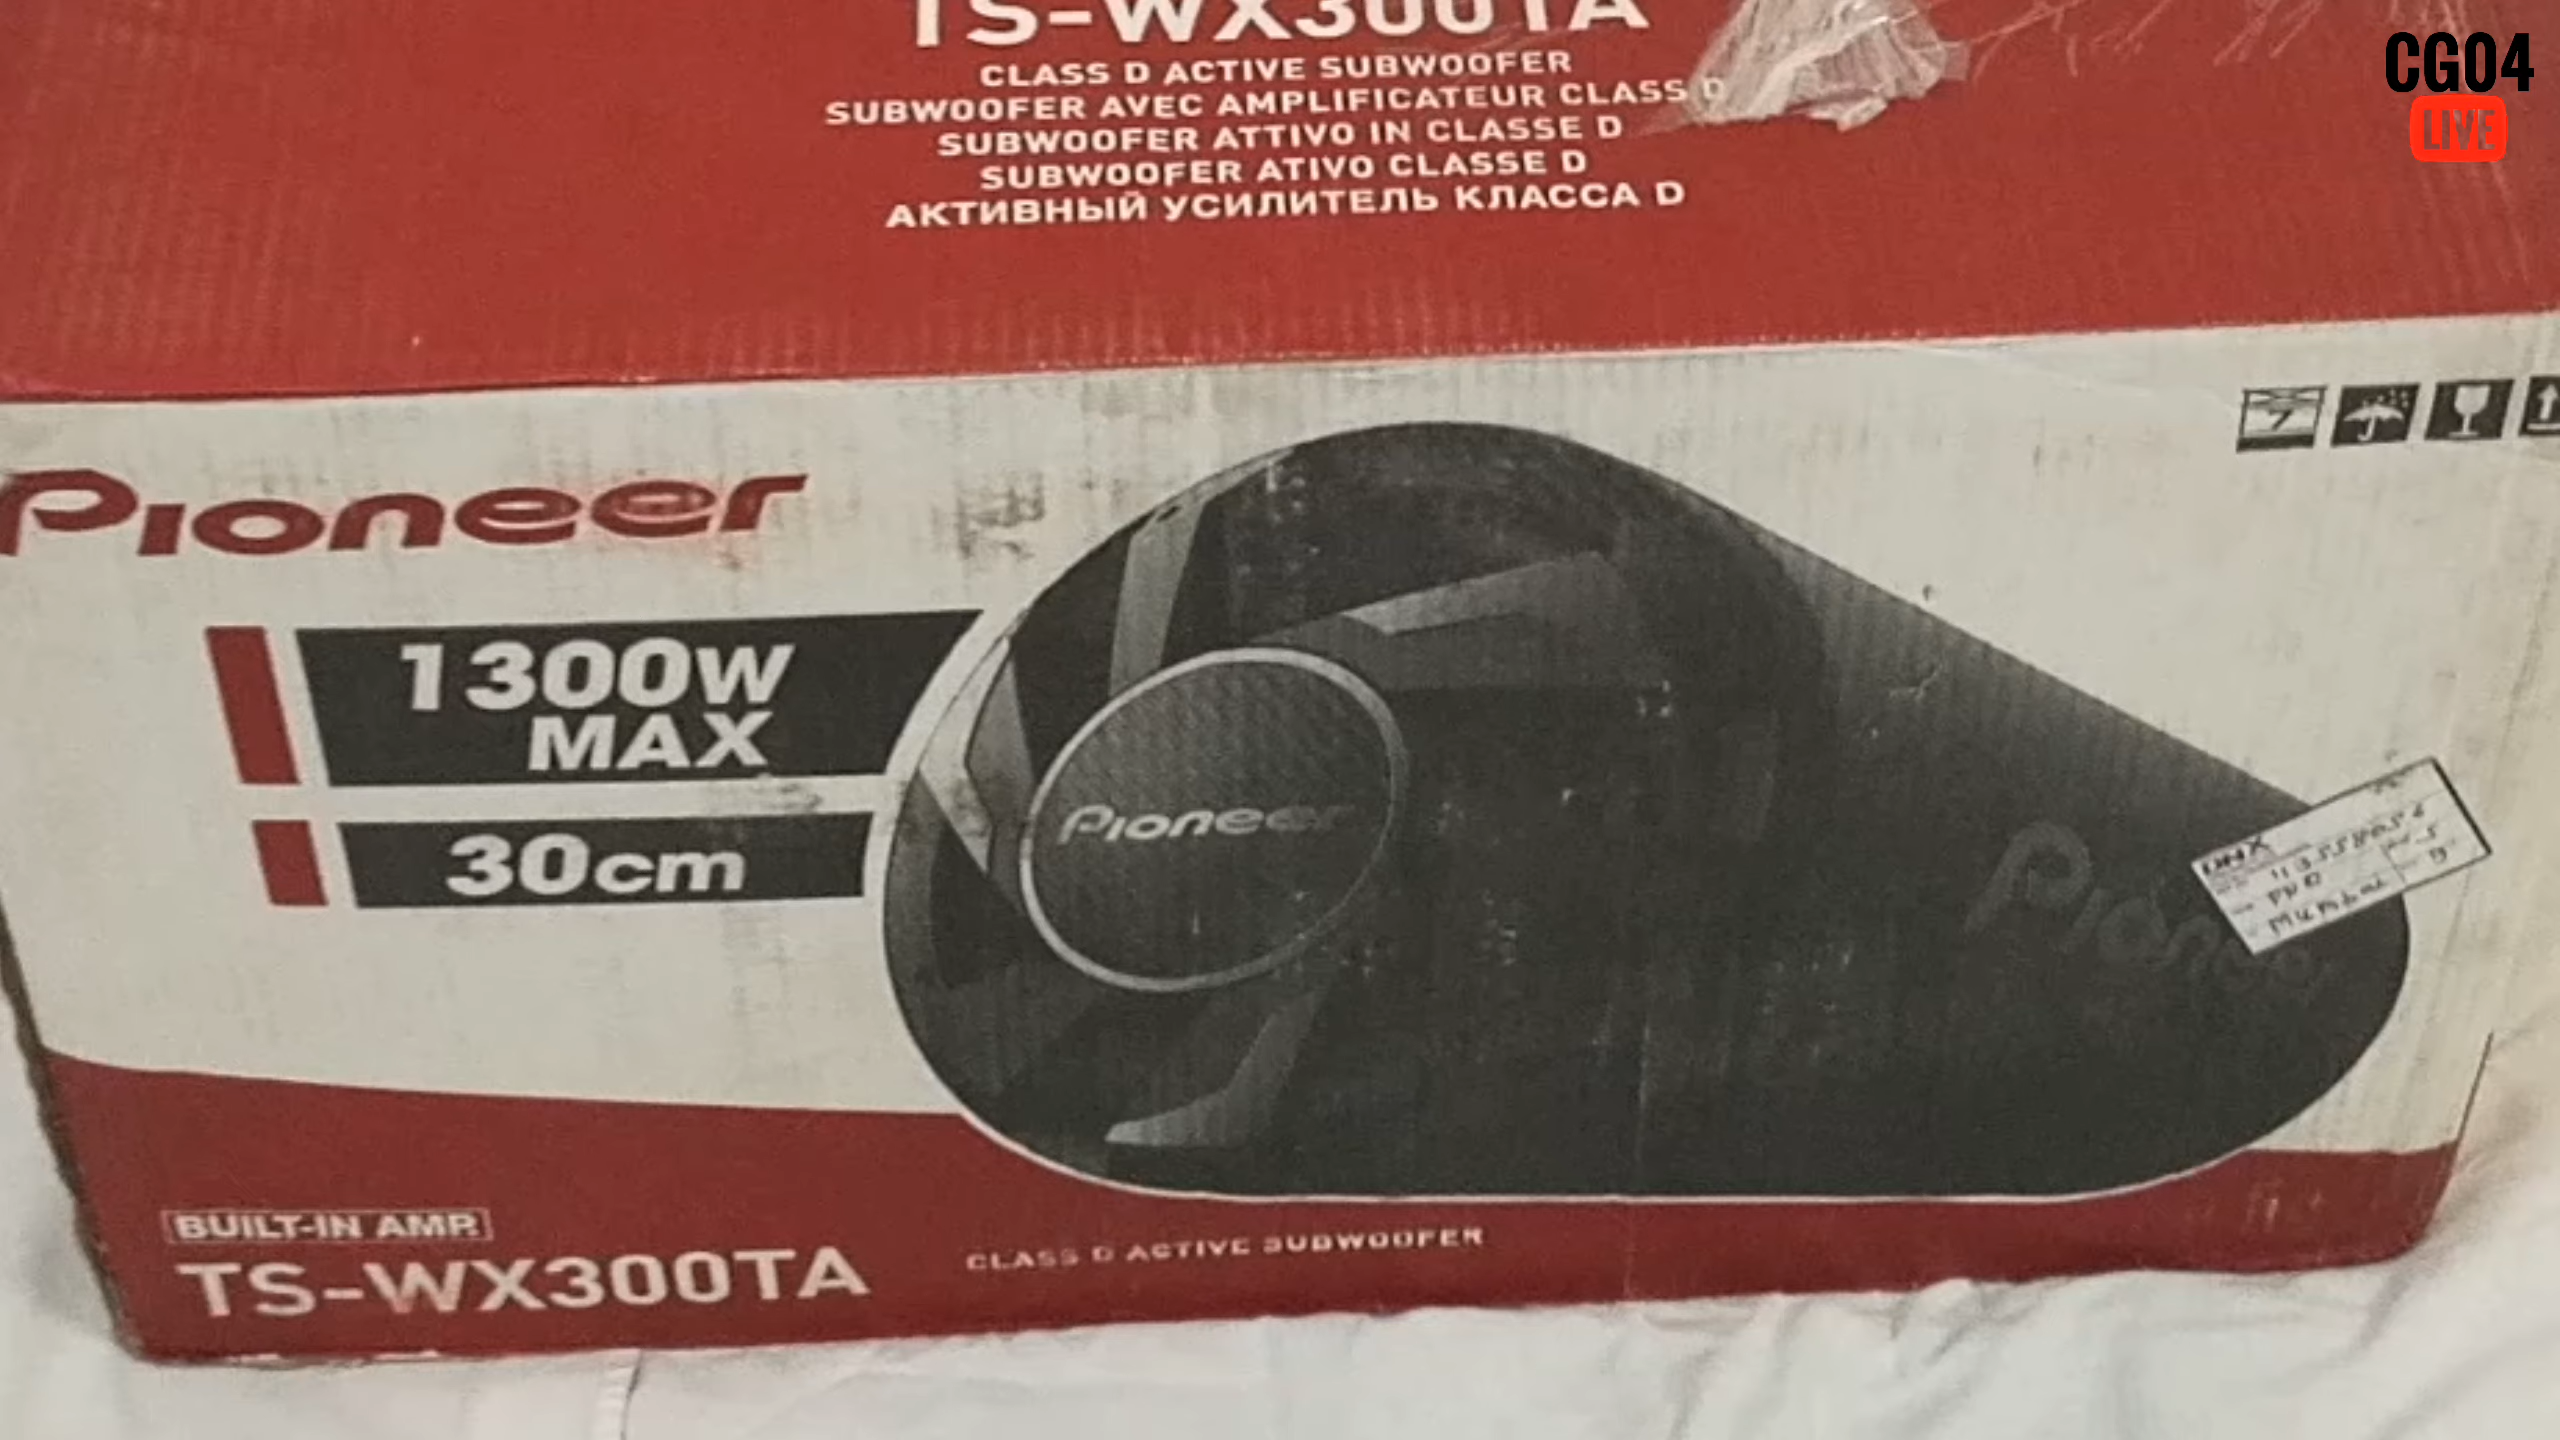 TS-WX300TA
CLASS D ACTIVE SUBWOOFER
SUBWOOFER AVEC AMPLIFICATEUR CLASS D
SUBWOOFER ATTIVO IN CLASSE D
SUBWOOFER ATIVO CLASSE D
АКТИВНЫЙ УСИЛИТЕЛЬ КЛАССА D
CG04
LIVE
Pioneer
1300W
MAX
30cm
Pioneer
7
BUILT-IN AMP.
TS-WX300TA
CLASS D ACTIVE SUBWOOFER